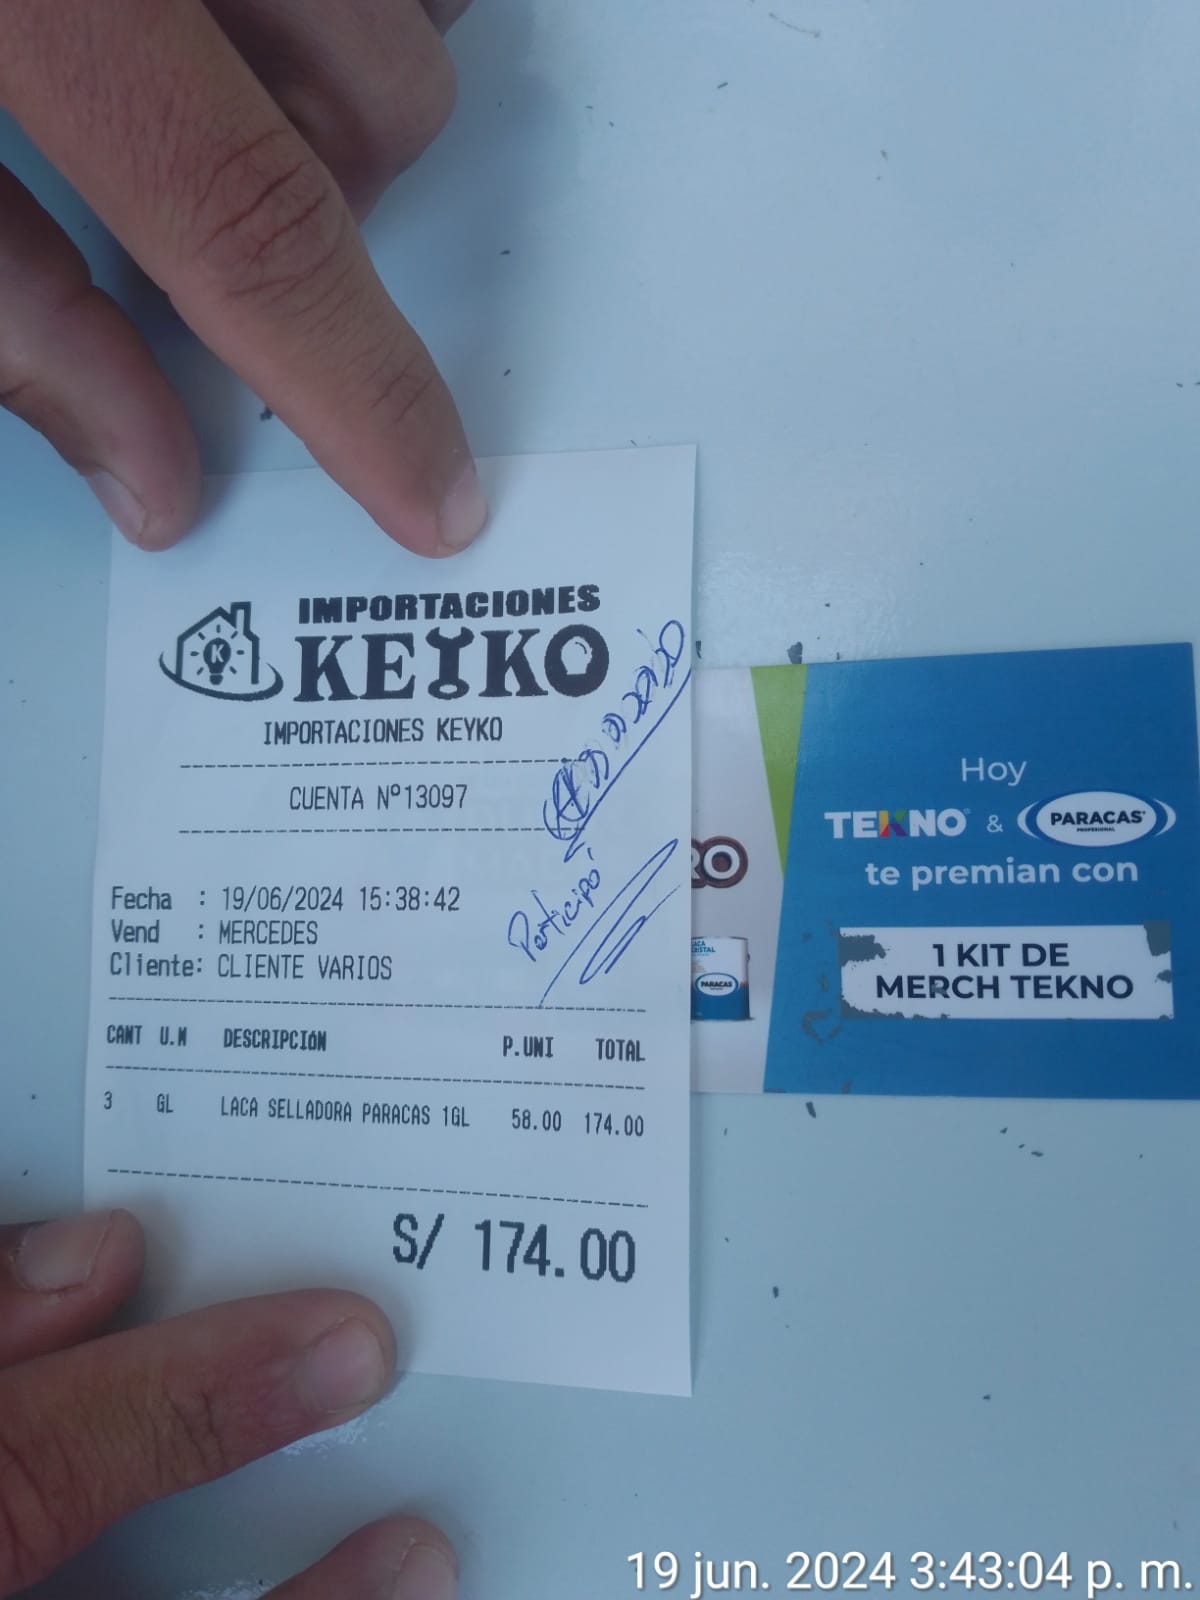 IMPORTACIONES
KEYKO
IMPORTACIONES KEYKO
CUENTA Nº13097
Participó
Fecha : 19/06/2024 15:38:42
Vend : MERCEDES
Cliente: CLIENTE VARIOS
CANT U.M DESCRIPCIÓN P.UNI TOTAL
3 GL LACA SELLADORA PARACAS 1GL 58.00 174.00
S/ 174.00
RO
LACA
CRISTAL
PARACAS
Hoy
TEKNO & PARACAS
PROFESIONAL
te premian con
1 KIT DE
MERCH TEKNO
19 jun. 2024 3:43:04 p. m.